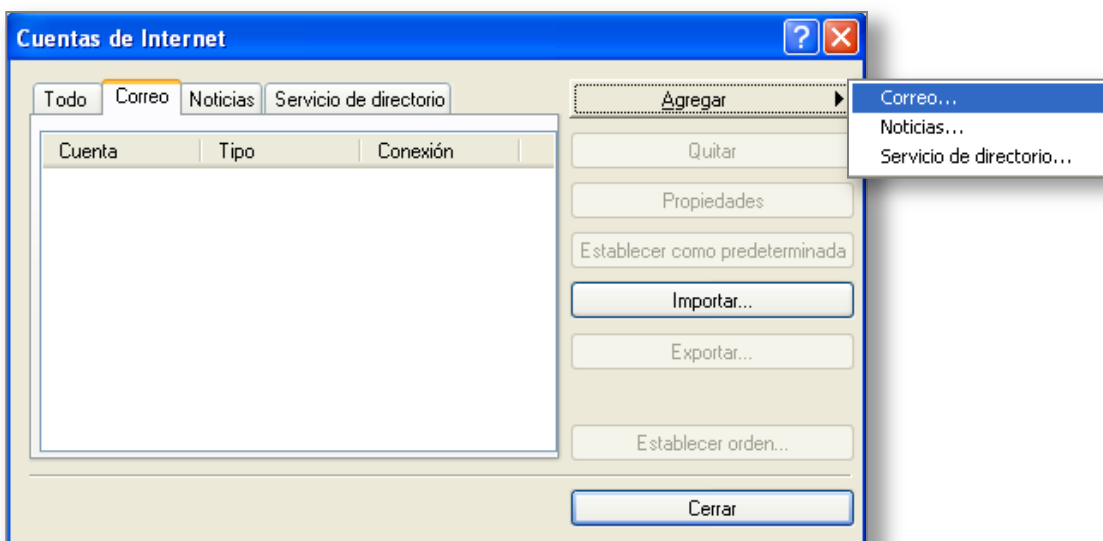 Cuentas de Internet
Todo Correo Noticias Servicio de directorio
Agregar
Correo...
Noticias...
Servicio de directorio...
Cuenta Tipo Conexión
Quitar
Propiedades
Establecer como predeterminada
Importar...
Exportar...
Establecer orden...
Cerrar